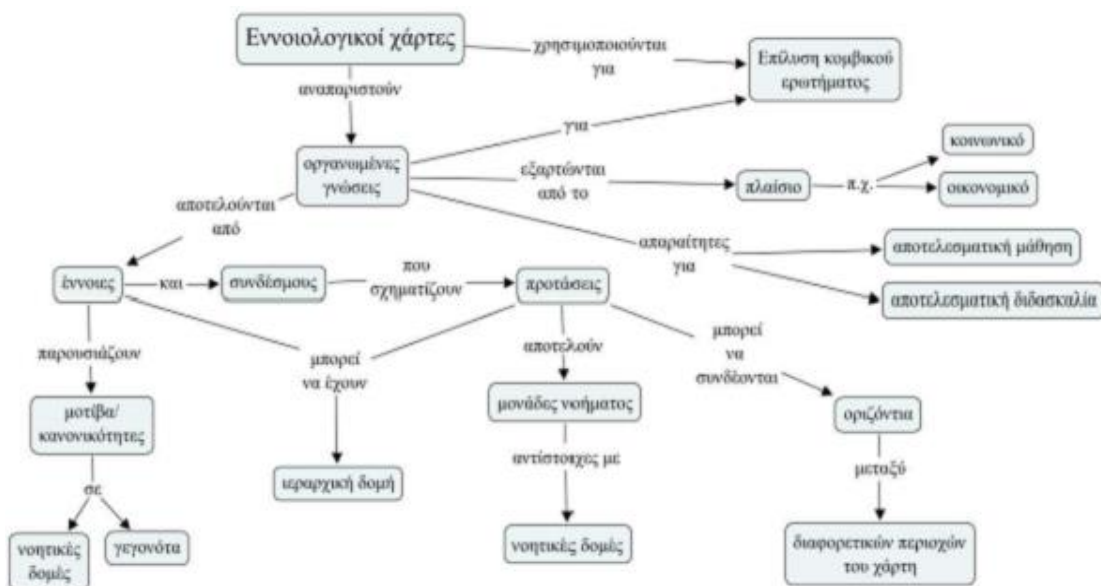 Εννοιολογικοί χάρτες
χρησιμοποιούνται
για
Επίλυση κομβικού
ερωτήματος
αναπαριστούν
για
οργανωμένες
γνώσεις
εξαρτώνται
από το
πλαίσιο
π.χ.
κοινωνικό
οικονομικό
αποτελούνται
από
απαραίτητες
για
αποτελεσματική μάθηση
αποτελεσματική διδασκαλία
έννοιες
και
συνδέσμους
που
σχηματίζουν
προτάσεις
παρουσιάζουν
μπορεί
να έχουν
αποτελούν
μπορεί
να
συνδέονται
μοτίβα/
κανονικότητες
μονάδες νοήματος
οριζόντια
σε
ιεραρχική δομή
αντίστοιχες με
μεταξύ
νοητικές
δομές
γεγονότα
νοητικές δομές
διαφορετικών περιοχών
του χάρτη